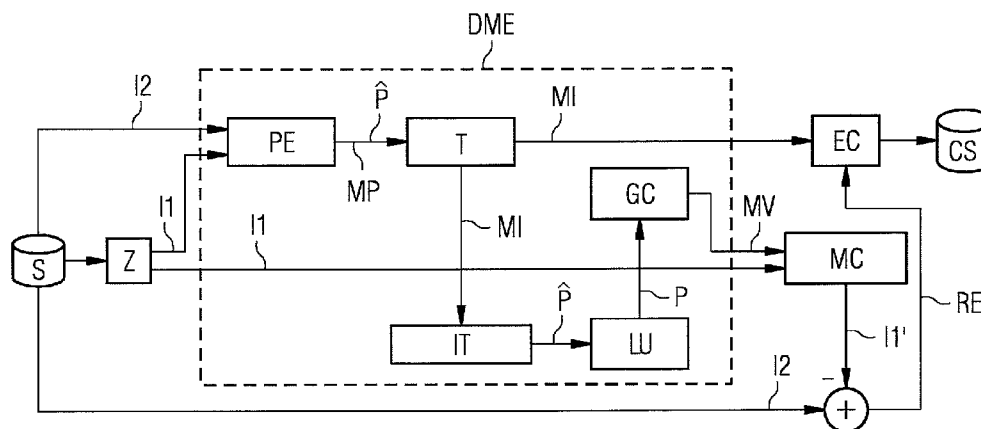 DME
I2
P̂
MI
PE
T
EC
CS
MP
GC
I1
MI
MV
S
Z
I1
MC
P̂
P
RE
IT
LU
I1'
I2
-
+